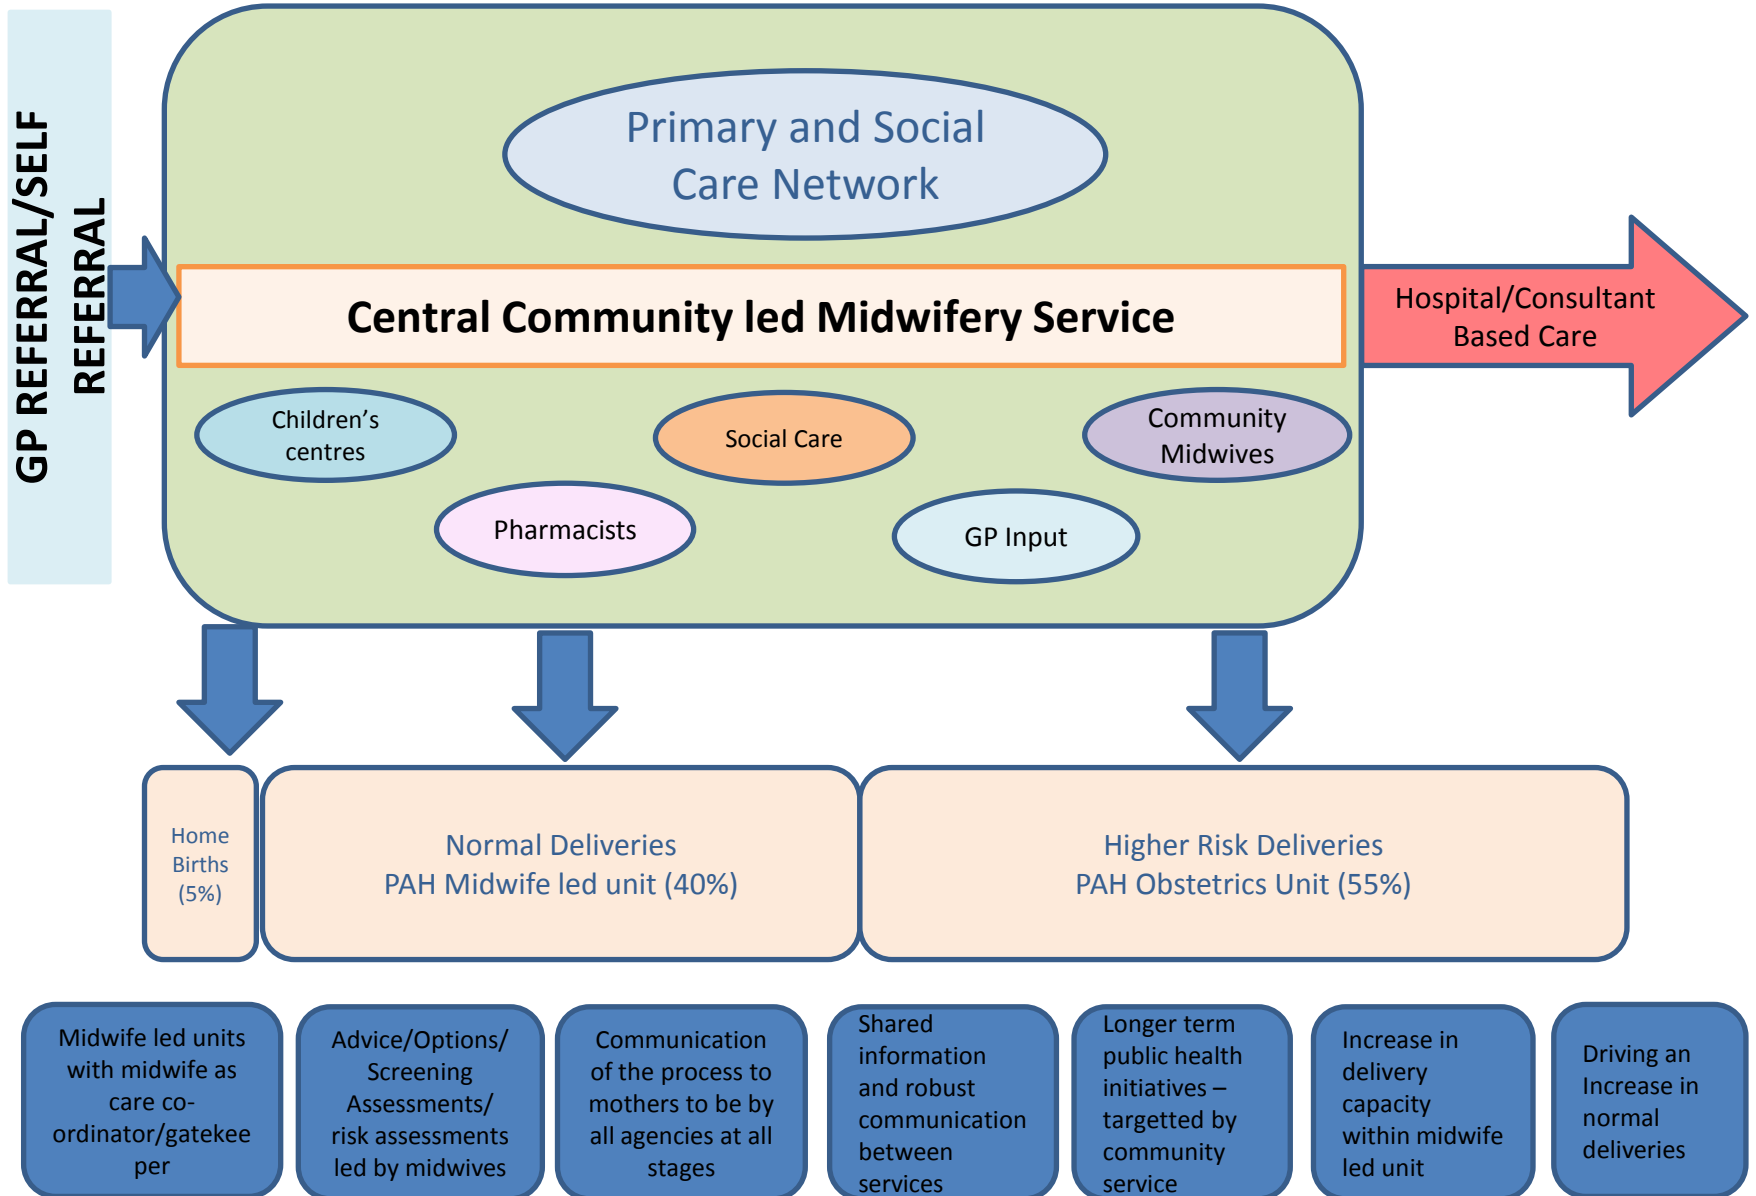 GP REFERRAL/SELF
REFERRAL
Primary and Social
Care Network
Central Community led Midwifery Service
Hospital/Consultant
Based Care
Children's
centres
Social Care
Community
Midwives
Pharmacists
GP Input
Home
Births
(5%)
Normal Deliveries
PAH Midwife led unit (40%)
Higher Risk Deliveries
PAH Obstetrics Unit (55%)
Midwife led units
with midwife as
care co-
ordinator/gatekee
per
Advice/Options/
Screening
Assessments/
risk assessments
led by midwives
Communication
of the process to
mothers to be by
all agencies at all
stages
Shared
information
and robust
communication
between
services
Longer term
public health
initiatives –
targetted by
community
service
Increase in
delivery
capacity
within midwife
led unit
Driving an
Increase in
normal
deliveries